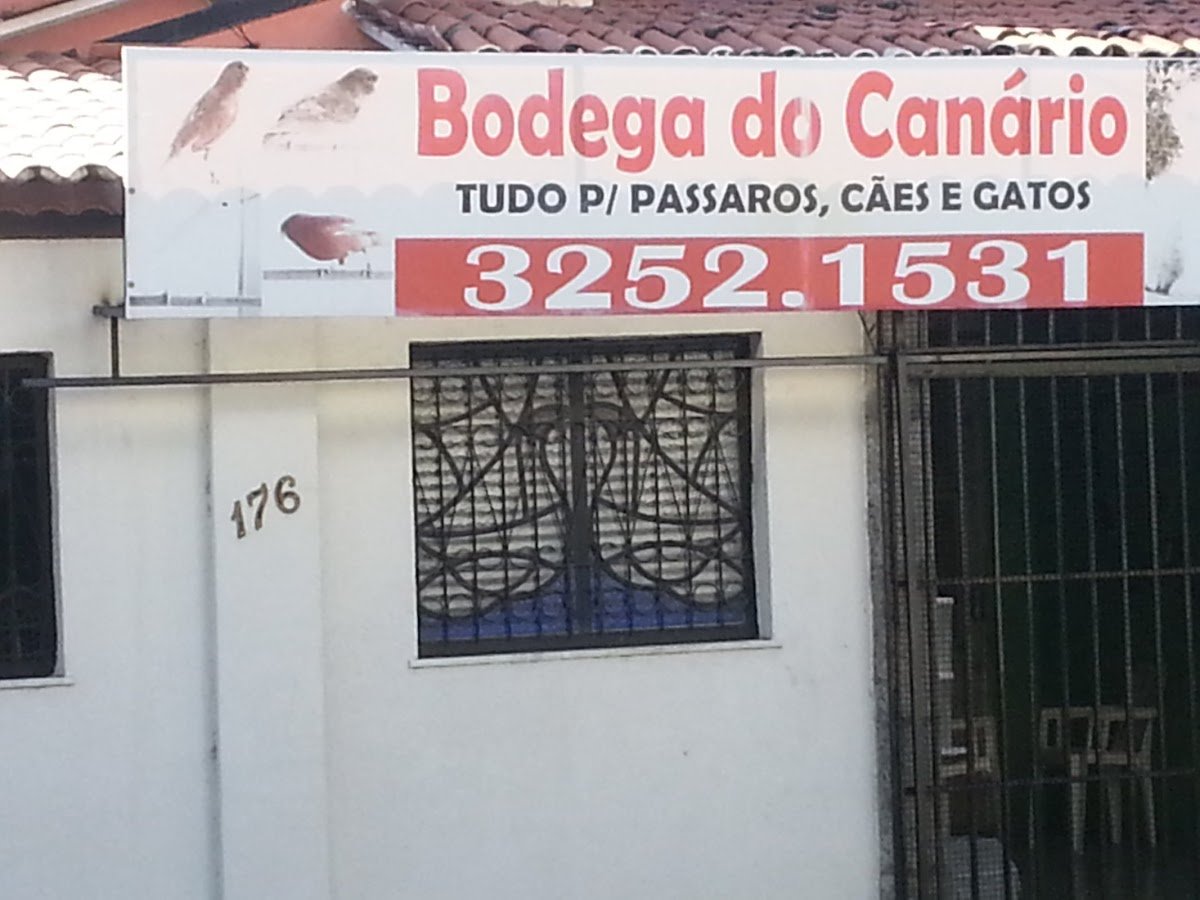 Bodega do Canário
TUDO P/ PASSAROS, CÃES E GATOS
3252.1531
176